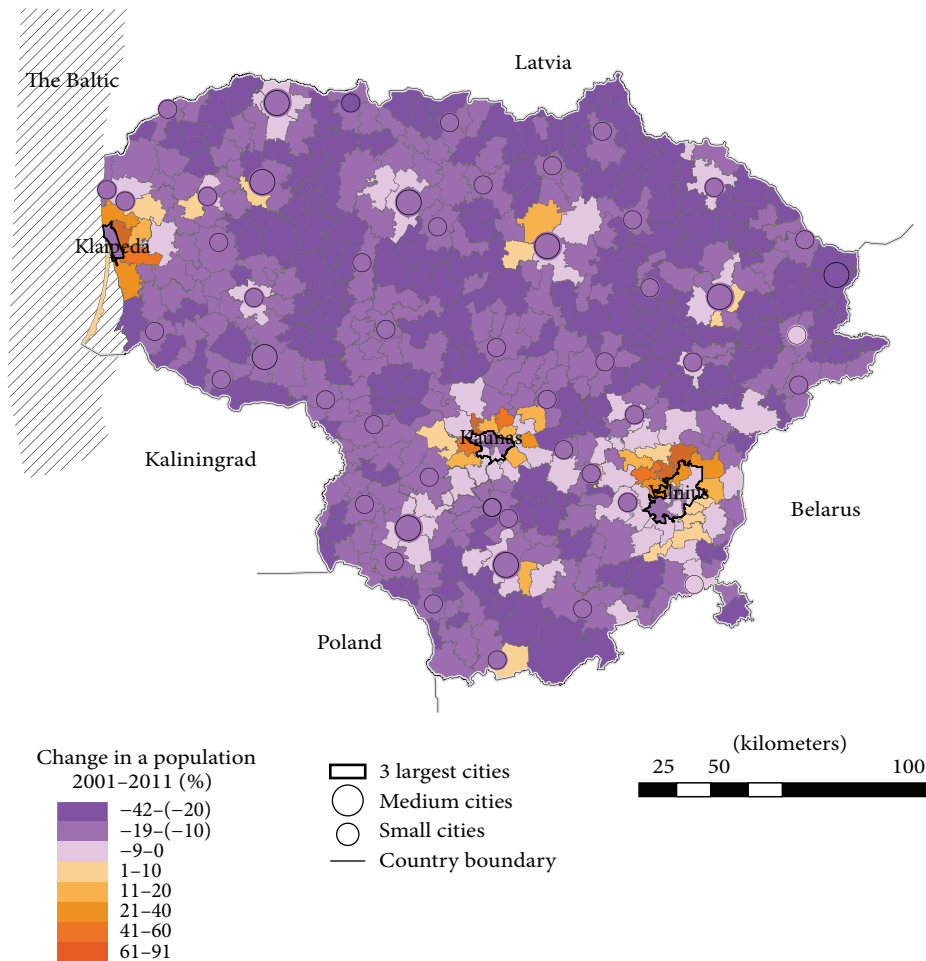 Latvia
The Baltic
Klaipeda
Kaunas
Kaliningrad
Vilnius
Belarus
Poland
Change in a population
2001–2011 (%)
−42–(−20)
−19–(−10)
−9–0
1–10
11–20
21–40
41–60
61–91
3 largest cities
Medium cities
Small cities
Country boundary
(kilometers)
25 50 100